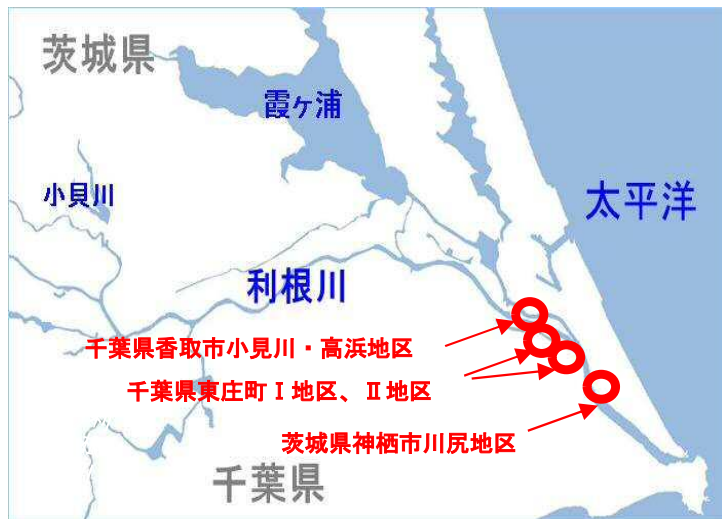 茨城県
霞ヶ浦
小貝川
太平洋
利根川
千葉県香取市小見川・高浜地区
千葉県東庄町Ⅰ地区、Ⅱ地区
茨城県神栖市川尻地区
千葉県